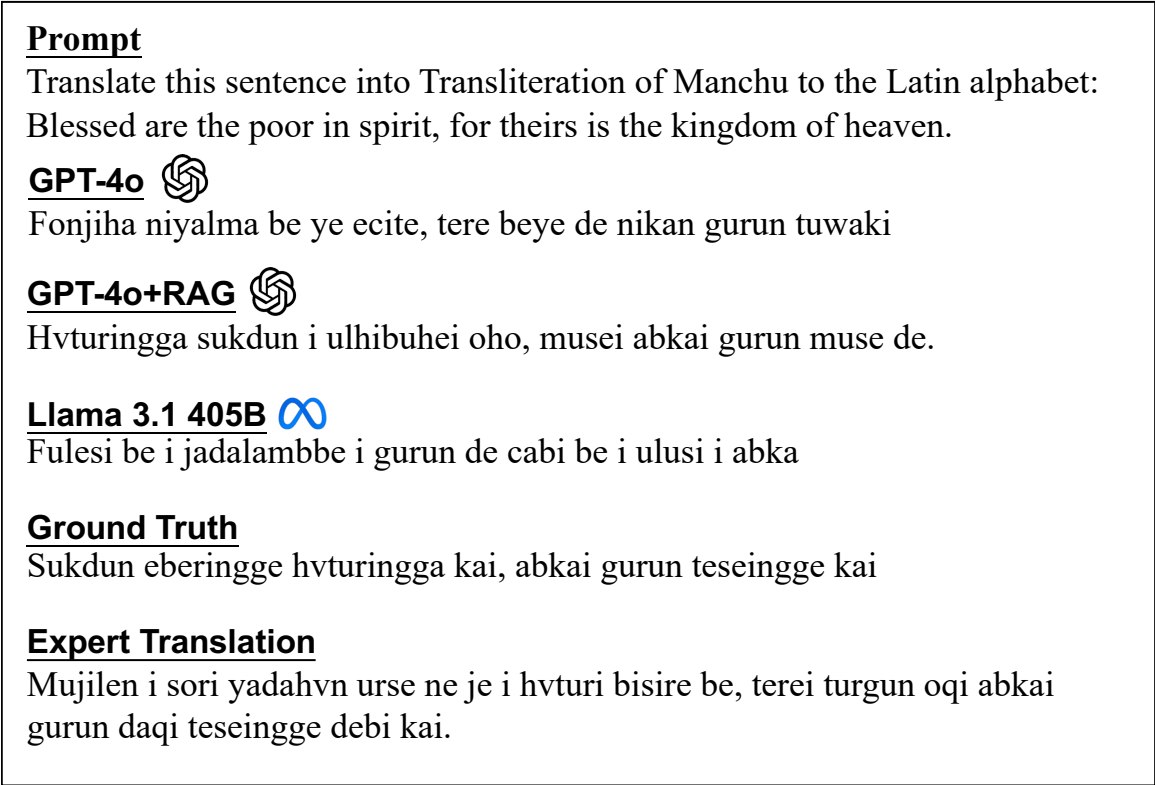 Prompt
Translate this sentence into Transliteration of Manchu to the Latin alphabet:
Blessed are the poor in spirit, for theirs is the kingdom of heaven.
GPT-4o
Fonjiha niyalma be ye ecite, tere beye de nikan gurun tuwaki
GPT-4o+RAG
Hvturingga sukdun i ulhibuhei oho, musei abkai gurun muse de.
Llama 3.1 405B
Fulesi be i jadalambbe i gurun de cabi be i ulusi i abka
Ground Truth
Sukdun eberingge hvturingga kai, abkai gurun teseingge kai
Expert Translation
Mujilen i sori yadahvn urse ne je i hvturi bisire be, terei turgun oqi abkai
gurun daqi teseingge debi kai.